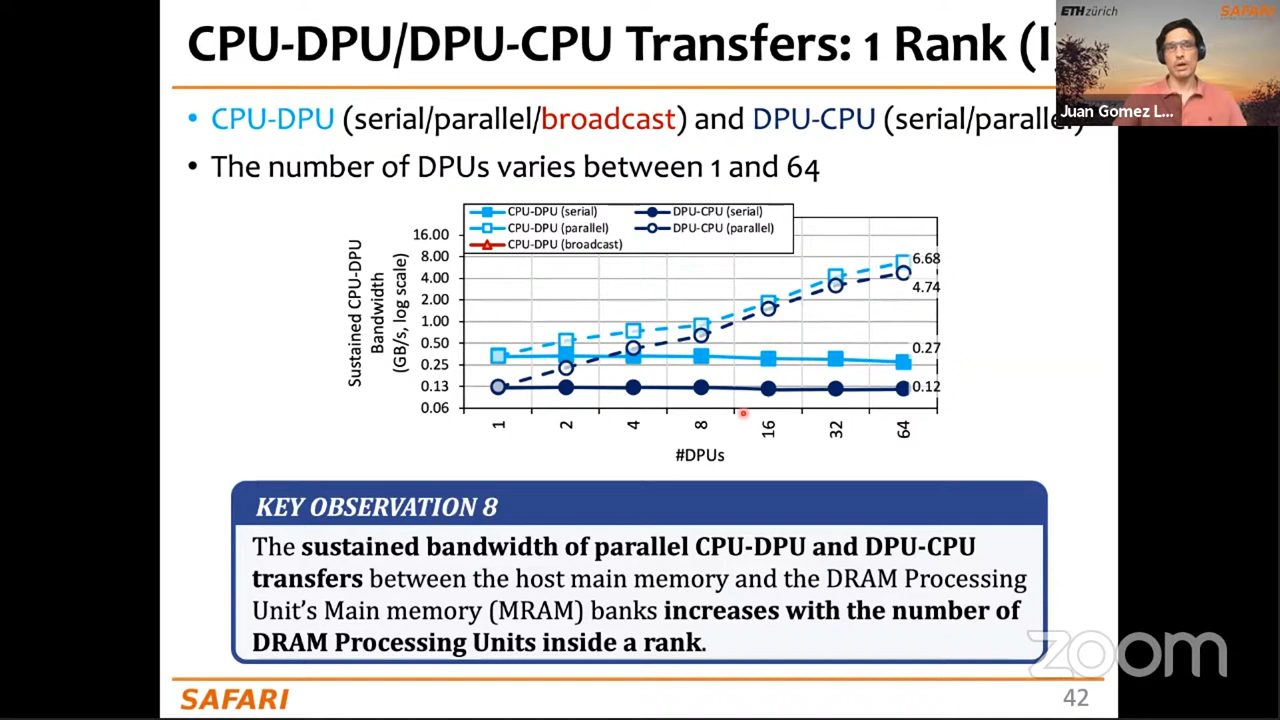 CPU-DPU/DPU-CPU Transfers: 1 Rank (I)
ETH zürich
SAFARI
Juan Gomez L...
• CPU-DPU (serial/parallel/broadcast) and DPU-CPU (serial/parallel)
• The number of DPUs varies between 1 and 64
CPU-DPU (serial)
DPU-CPU (serial)
CPU-DPU (parallel)
DPU-CPU (parallel)
CPU-DPU (broadcast)
Sustained CPU-DPU
Bandwidth
(GB/s, log scale)
16.00
8.00
4.00
2.00
1.00
0.50
0.25
0.13
0.06
6.68
4.74
0.27
0.12
1
2
4
8
16
32
64
#DPUs
KEY OBSERVATION 8
The sustained bandwidth of parallel CPU-DPU and DPU-CPU
transfers between the host main memory and the DRAM Processing
Unit's Main memory (MRAM) banks increases with the number of
DRAM Processing Units inside a rank.
zoom
SAFARI
42